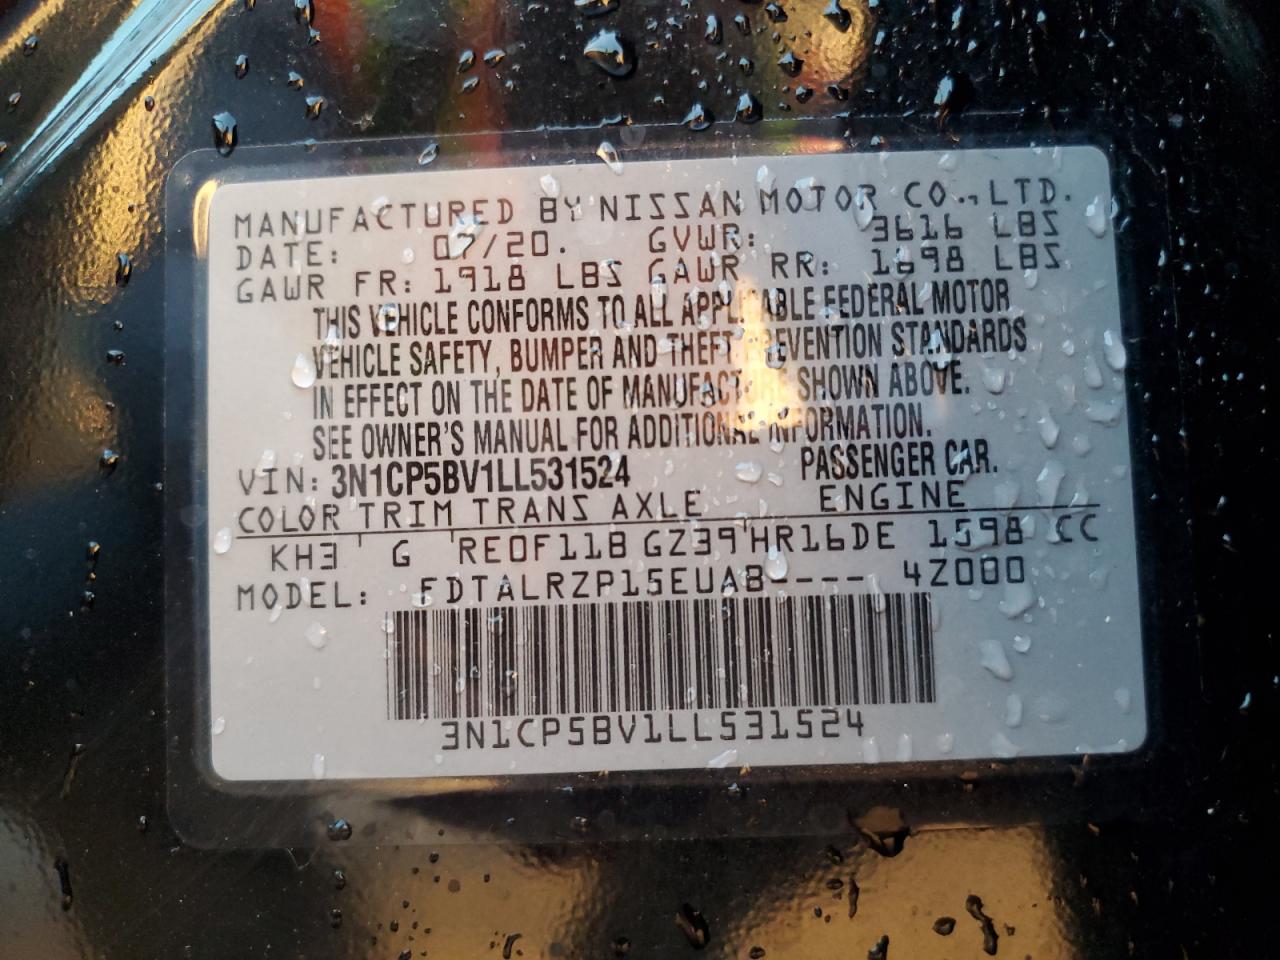 MANUFACTURED BY NISSAN MOTOR CO., LTD.
DATE: 07/20. GVWR: 3616 LBS
GAWR FR: 1918 LBS GAWR RR: 1698 LBS
THIS VEHICLE CONFORMS TO ALL APPLICABLE FEDERAL MOTOR
VEHICLE SAFETY, BUMPER AND THEFT PREVENTION STANDARDS
IN EFFECT ON THE DATE OF MANUFACTURE SHOWN ABOVE.
SEE OWNER'S MANUAL FOR ADDITIONAL INFORMATION.
VIN: 3N1CP5BV1LL531524 PASSENGER CAR.
COLOR TRIM TRANS AXLE ENGINE
KH3 G RE0F11B GZ39 HR16DE 1598 CC
MODEL: FDTALRZP15EUAB---- 4Z080
3N1CP5BV1LL531524